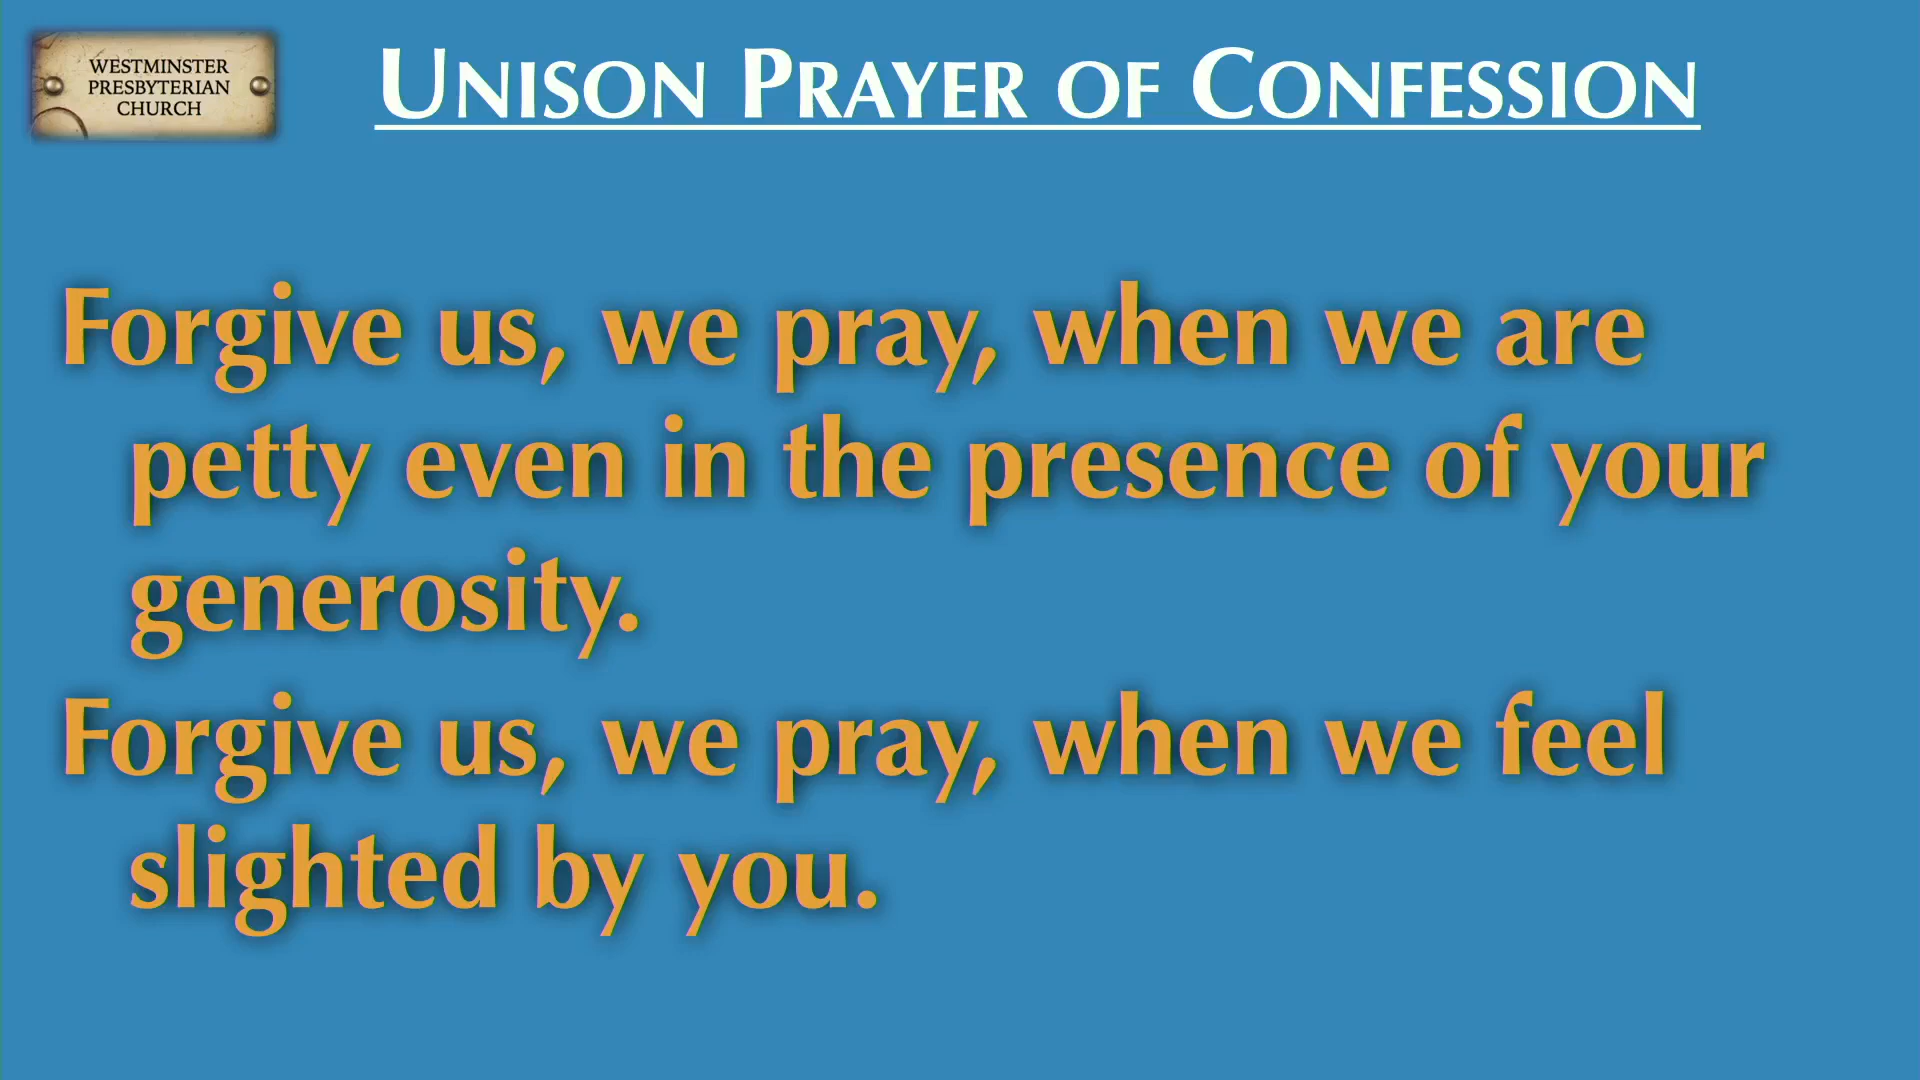 WESTMINSTER
PRESBYTERIAN
CHURCH
UNISON PRAYER OF CONFESSION
Forgive us, we pray, when we are
petty even in the presence of your
generosity.
Forgive us, we pray, when we feel
slighted by you.